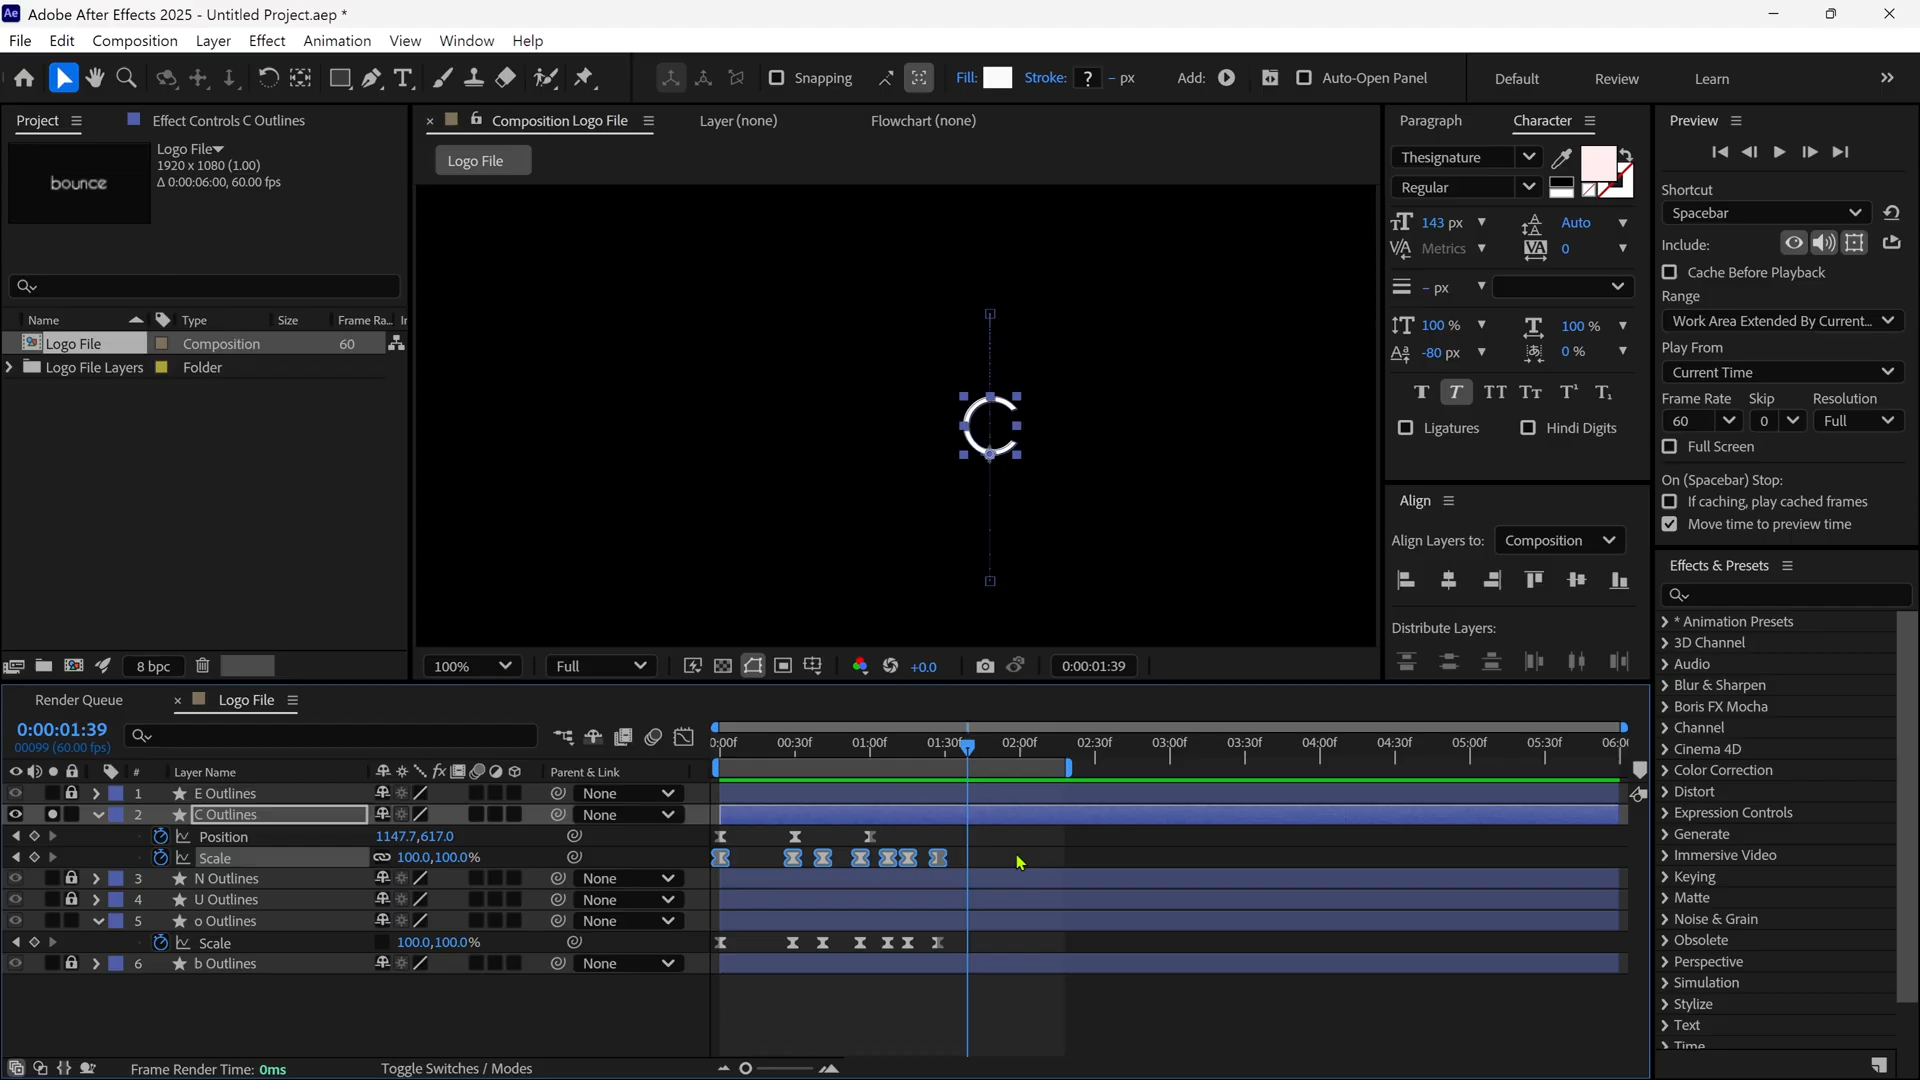 Ae Adobe After Effects 2025 - Untitled Project.aep *
File Edit Composition Layer Effect Animation View Window Help
Snapping Fill: Stroke: ? - px Add: Auto-Open Panel Default Review Learn
Project Effect Controls C Outlines
Logo File
1920 x 1080 (1.00)
Δ 0:00:06:00, 60.00 fps
bounce
Name Type Size Frame Ra... Ir
Logo File Composition 60
Logo File Layers Folder
8 bpc
Composition Logo File Layer (none) Flowchart (none)
Logo File
C
100% Full +0.0 0:00:01:39
Paragraph Character
Thesignature
Regular
143 px Auto
Metrics 0
- px
100 % 100 %
-80 px 0 %
T T TT Tt T¹ T₁
Ligatures Hindi Digits
Align
Align Layers to: Composition
Distribute Layers:
Preview
Shortcut
Spacebar
Include:
Cache Before Playback
Range
Work Area Extended By Current...
Play From
Current Time
Frame Rate Skip Resolution
60 0 Full
Full Screen
On (Spacebar) Stop:
If caching, play cached frames
Move time to preview time
Effects & Presets
* Animation Presets
3D Channel
Audio
Blur & Sharpen
Boris FX Mocha
Channel
Cinema 4D
Color Correction
Distort
Expression Controls
Generate
Immersive Video
Keying
Matte
Noise & Grain
Obsolete
Perspective
Simulation
Stylize
Text
Time
Render Queue Logo File
0:00:01:39
00099 (60.00 fps)
0:00f 00:30f 01:00f 01:30f 02:00f 02:30f 03:00f 03:30f 04:00f 04:30f 05:00f 05:30f 06:00
# Layer Name fx Parent & Link
1 E Outlines None
2 C Outlines None
Position 1147.7,617.0
Scale 100.0,100.0%
3 N Outlines None
4 U Outlines None
5 o Outlines None
Scale 100.0,100.0%
6 b Outlines None
Frame Render Time: 0ms Toggle Switches / Modes